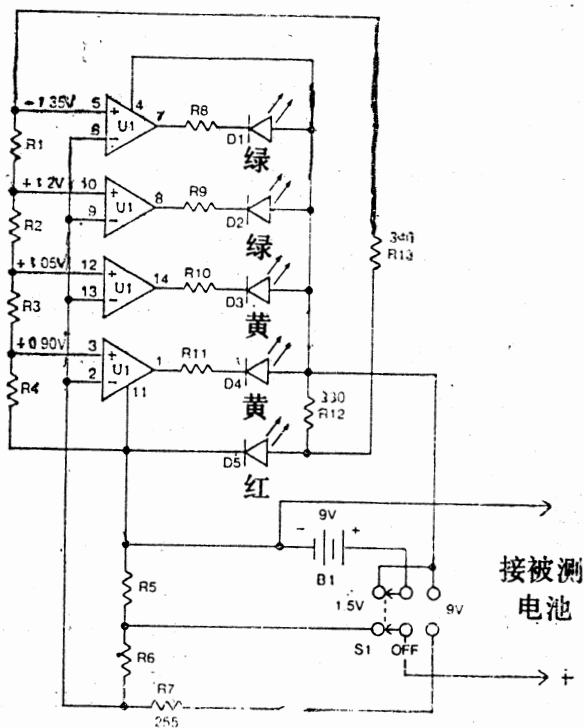 +1.35V 5 + 4
U1 7 R8
6 −
D1
绿
R1
+1.2V 10 +
U1 8 R9
9 −
D2
绿
R2
340
R13
+1.05V 12 +
U1 14 R10
13 −
D3
黄
R3
+0.90V 3 +
U1 1 R11
2 −
11
D4
黄
R4
330
R12
D5
红
− 9V +
B1
接被测
电池
R5
1.5V
9V
S1 OFF
R6
R7
255
+